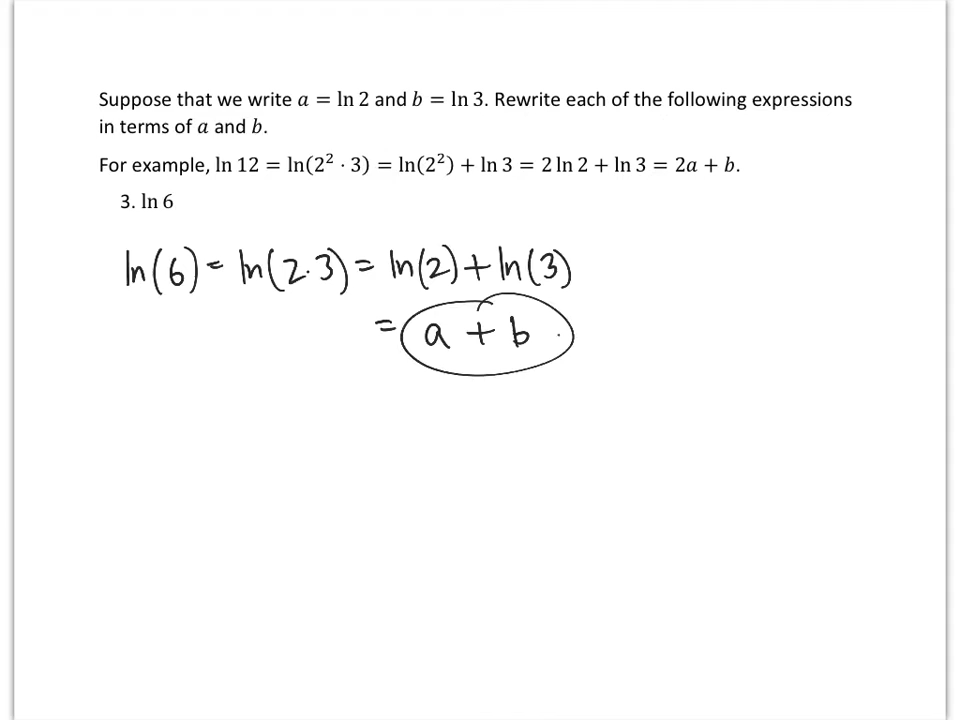 Suppose that we write a = ln 2 and b = ln 3. Rewrite each of the following expressions
in terms of a and b.
For example, ln 12 = ln(2² · 3) = ln(2²) + ln 3 = 2 ln 2 + ln 3 = 2a + b.
3. ln 6
ln(6) = ln(2·3) = ln(2) + ln(3)
= a + b